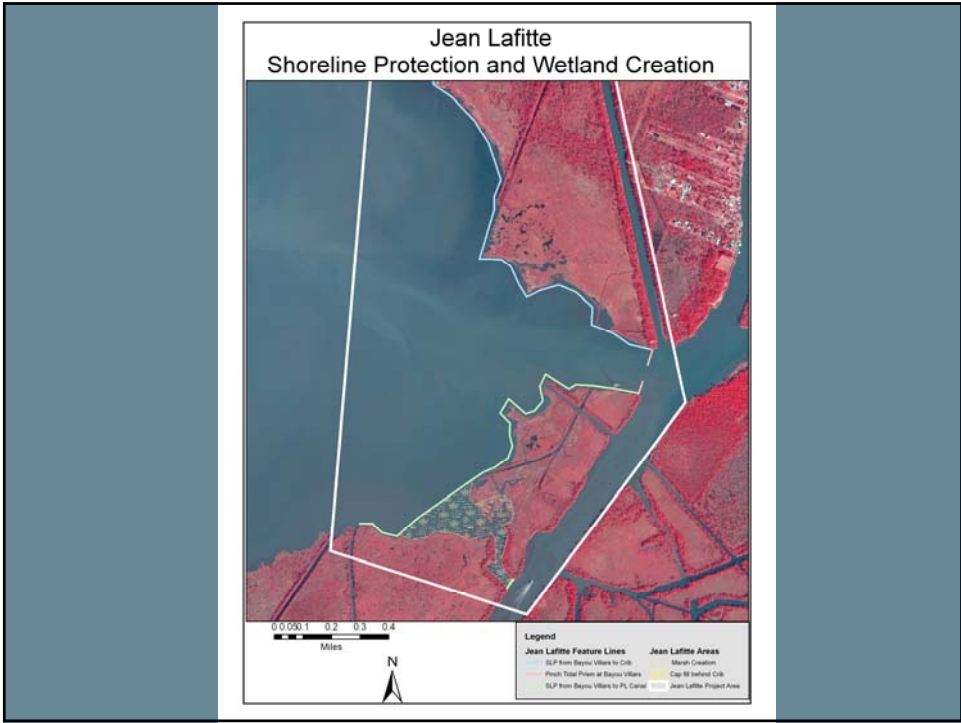 Jean Lafitte
Shoreline Protection and Wetland Creation
0 0.050.1 0.2 0.3 0.4
Miles
N
Legend
Jean Lafitte Feature Lines
SLP from Bayou Villars to Crib
Pinch Tidal Prism at Bayou Villars
SLP from Bayou Villars to PL Canal
Jean Lafitte Areas
Marsh Creation
Cap fill behind Crib
Jean Lafitte Project Area